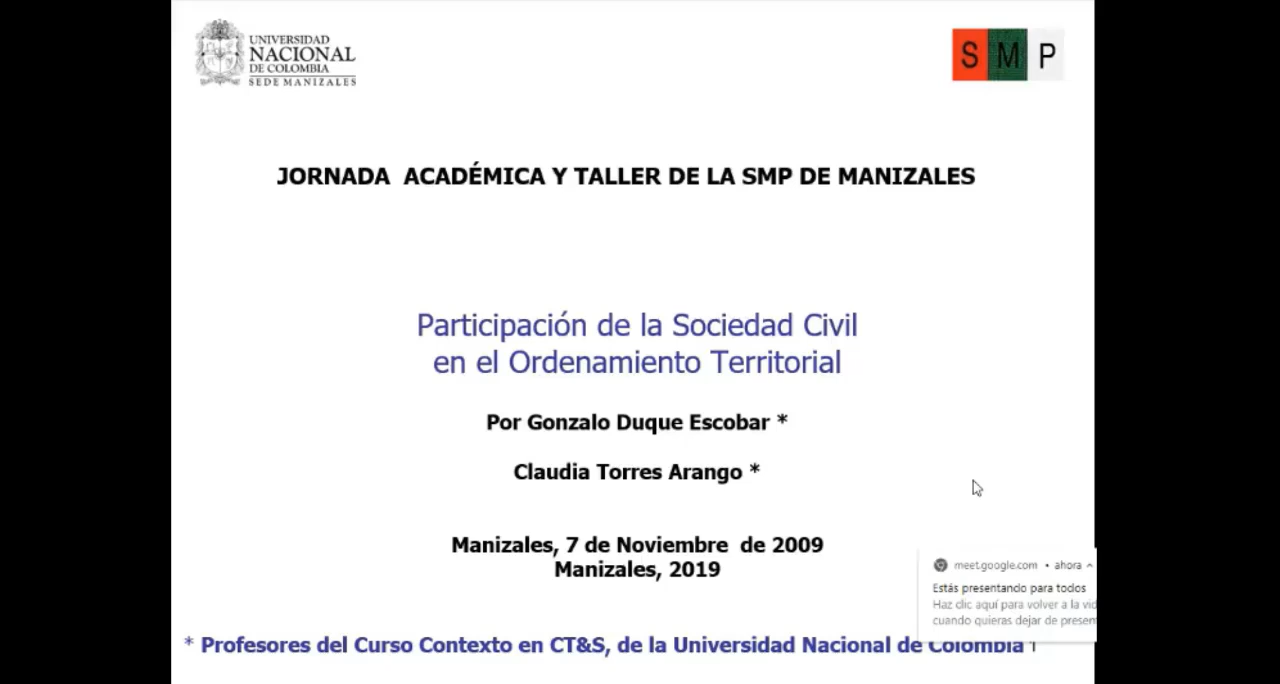 UNIVERSIDAD
NACIONAL
DE COLOMBIA
SEDE MANIZALES
S M P
JORNADA ACADÉMICA Y TALLER DE LA SMP DE MANIZALES
Participación de la Sociedad Civil
en el Ordenamiento Territorial
Por Gonzalo Duque Escobar *
Claudia Torres Arango *
Manizales, 7 de Noviembre de 2009
Manizales, 2019
meet.google.com • ahora
Estás presentando para todos
Haz clic aquí para volver a la vid
cuando quieras dejar de presen
* Profesores del Curso Contexto en CT&S, de la Universidad Nacional de Colombia